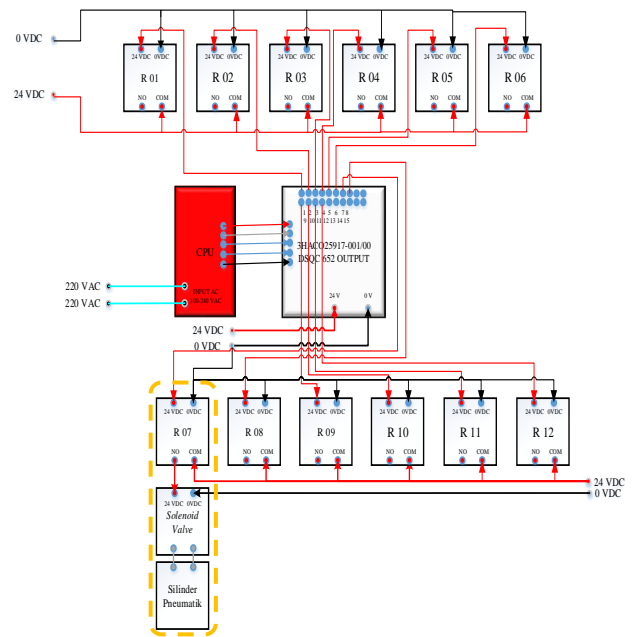 0 VDC
24 VDC 0VDC 24 VDC 0VDC 24 VDC 0VDC 24 VDC 0VDC 24 VDC 0VDC 24 VDC 0VDC
R 01 R 02 R 03 R 04 R 05 R 06
24 VDC
NO COM NO COM NO COM NO COM NO COM NO COM
1 2 3 4 5 6 7 8
9 10 11 12 13 14 15
CPU
3HACO25917-001/00
DSQC 652 OUTPUT
220 VAC
INPUT AC
220 VAC
100-240 VAC
24 V 0 V
24 VDC
0 VDC
24 VDC 0VDC 24 VDC 0VDC 24 VDC 0VDC 24 VDC 0VDC 24 VDC 0VDC 24 VDC 0VDC
R 07 R 08 R 09 R 10 R 11 R 12
NO COM NO COM NO COM NO COM NO COM NO COM
24 VDC
0 VDC
24 VDC 0VDC
Solenoid
Valve
Silinder
Pneumatik